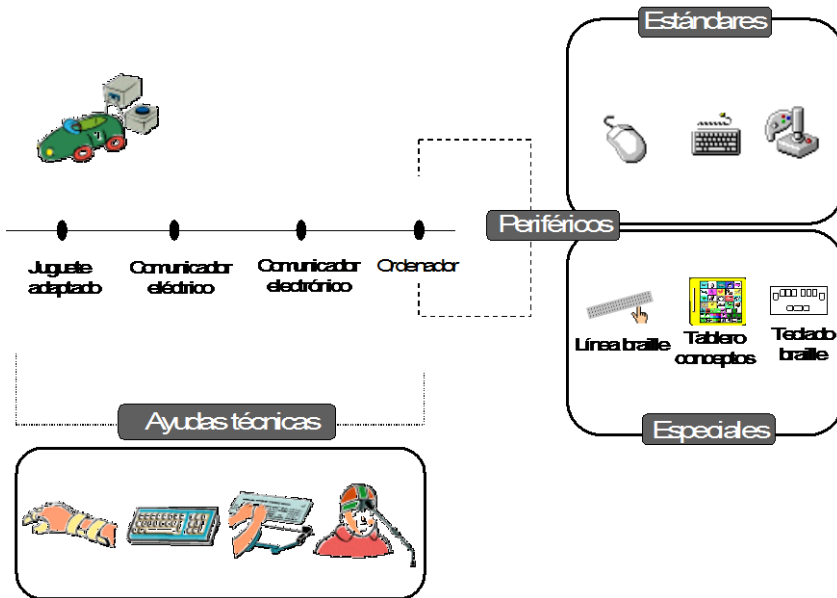 Estándares
Periféricos
Juguete
adaptado
Comunicador
eléctrico
Comunicador
electrónico
Ordenador
Línea braille
Tablero
conceptos
Teclado
braille
Ayudas técnicas
Especiales